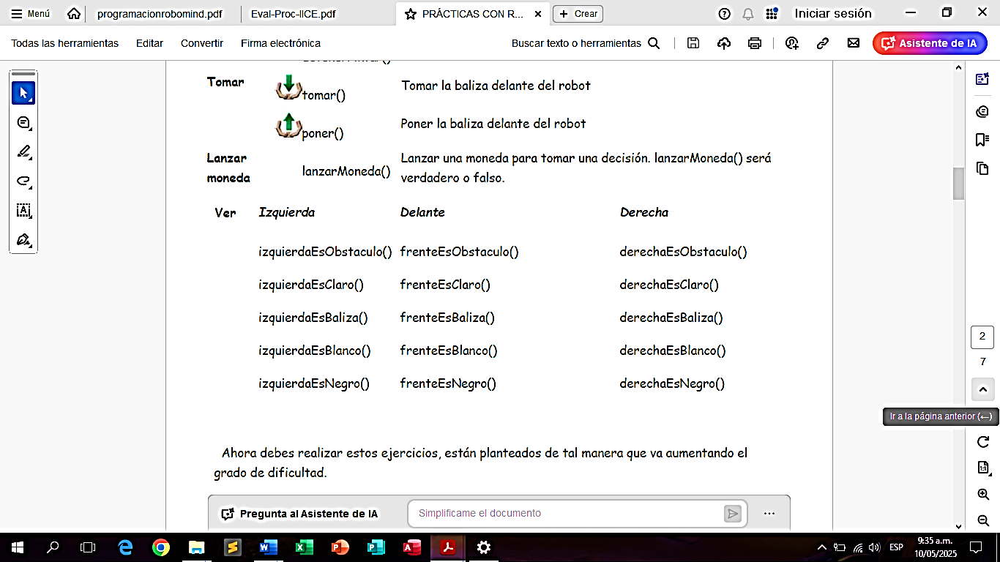 Menú
programacionrobomind.pdf
Eval-Proc-IICE.pdf
PRÁCTICAS CON R...
Crear
Iniciar sesión
Todas las herramientas
Editar
Convertir
Firma electrónica
Buscar texto o herramientas
Asistente de IA
Tomar
tomar()
Tomar la baliza delante del robot
poner()
Poner la baliza delante del robot
Lanzar
moneda
lanzarMoneda()
Lanzar una moneda para tomar una decisión. lanzarMoneda() será
verdadero o falso.
Ver Izquierda Delante Derecha
izquierdaEsObstaculo() frenteEsObstaculo() derechaEsObstaculo()
izquierdaEsClaro() frenteEsClaro() derechaEsClaro()
izquierdaEsBaliza() frenteEsBaliza() derechaEsBaliza()
izquierdaEsBlanco() frenteEsBlanco() derechaEsBlanco()
izquierdaEsNegro() frenteEsNegro() derechaEsNegro()
Ahora debes realizar estos ejercicios, están planteados de tal manera que va aumentando el
grado de dificultad.
Pregunta al Asistente de IA
Simplificame el documento
2
7
Ir a la página anterior (←)
1:1
ESP
9:35 a.m.
10/05/2025